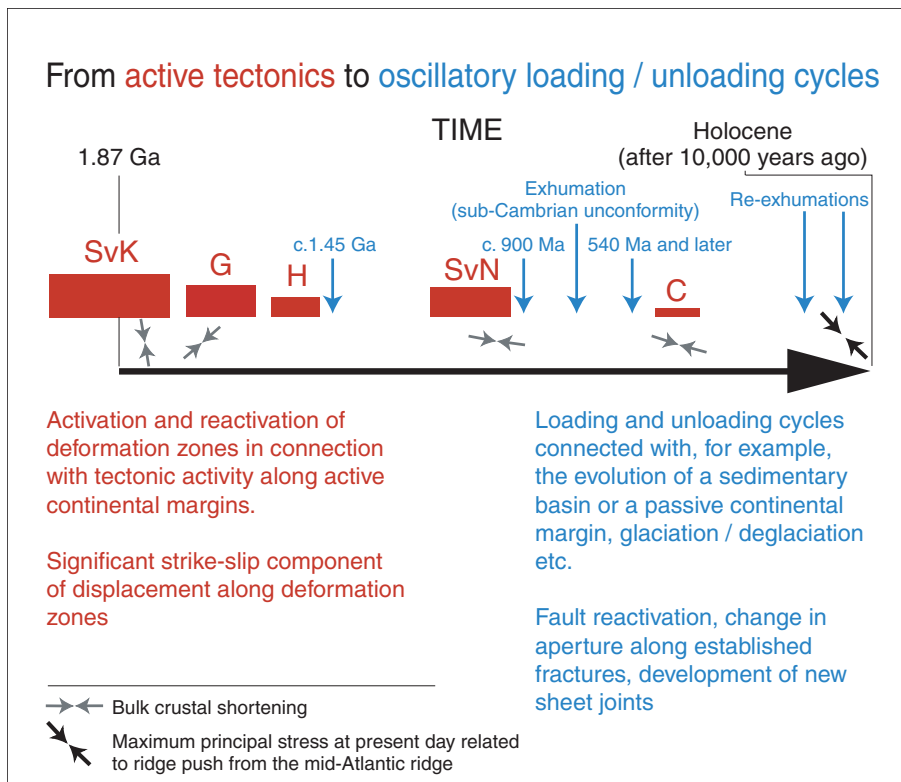 From active tectonics to oscillatory loading / unloading cycles
TIME
1.87 Ga
Holocene
(after 10,000 years ago)
Exhumation
(sub-Cambrian unconformity)
Re-exhumations
c.1.45 Ga
c. 900 Ma
540 Ma and later
SvK
G
H
SvN
C
Activation and reactivation of
deformation zones in connection
with tectonic activity along active
continental margins.
Significant strike-slip component
of displacement along deformation
zones
Loading and unloading cycles
connected with, for example,
the evolution of a sedimentary
basin or a passive continental
margin, glaciation / deglaciation
etc.
Fault reactivation, change in
aperture along established
fractures, development of new
sheet joints
Bulk crustal shortening
Maximum principal stress at present day related
to ridge push from the mid-Atlantic ridge